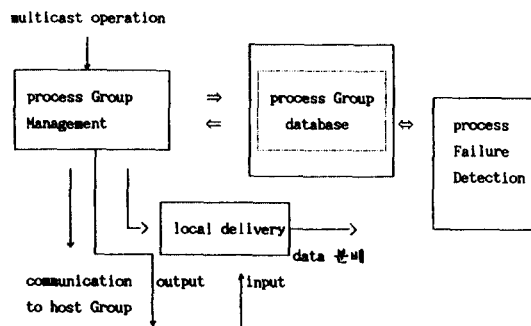 multicast operation
process Group
Management
⇒
⇐
process Group
database
⇔
process
Failure
Detection
local delivery
data 분배
communication
to host Group
output
input